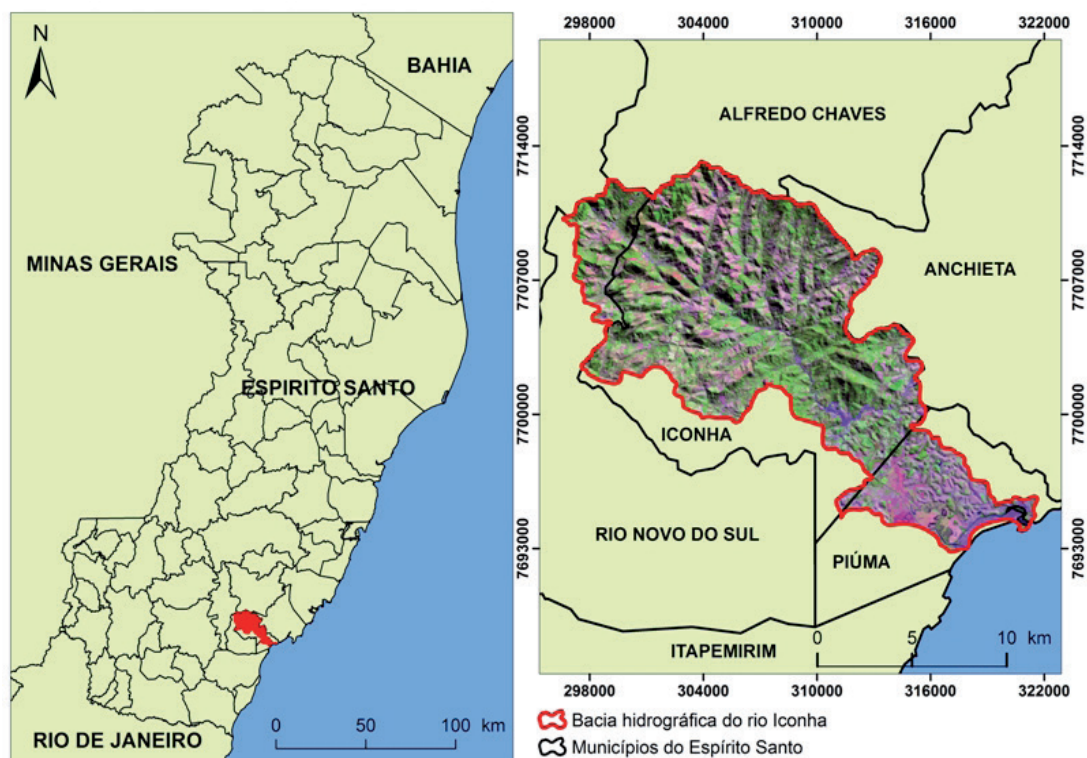 N
BAHIA
MINAS GERAIS
ESPIRITO SANTO
RIO DE JANEIRO
0 50 100 km
298000 304000 310000 316000 322000
7714000
7707000
7700000
7693000
ALFREDO CHAVES
ANCHIETA
ICONHA
RIO NOVO DO SUL
PIÚMA
ITAPEMIRIM
0 5 10 km
7714000
7707000
7700000
7693000
298000 304000 310000 316000 322000
Bacia hidrográfica do rio Iconha
Municípios do Espírito Santo